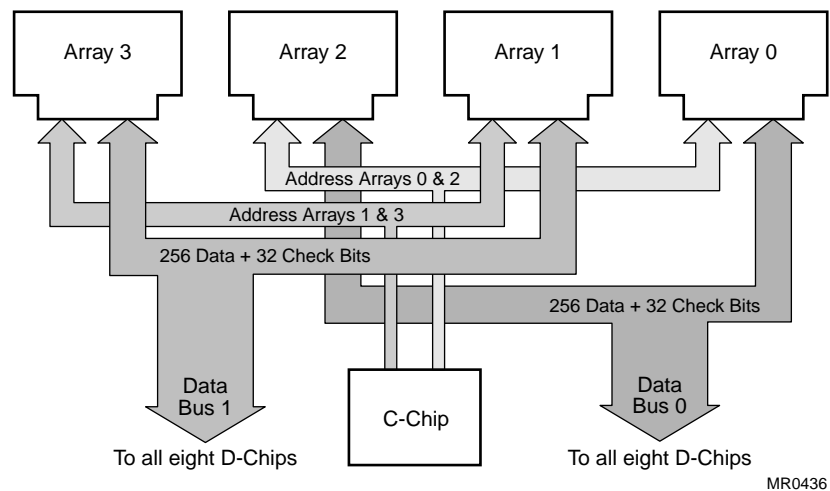 Array 3
Array 2
Array 1
Array 0
Address Arrays 0 & 2
Address Arrays 1 & 3
256 Data + 32 Check Bits
256 Data + 32 Check Bits
Data
Bus 1
C-Chip
Data
Bus 0
To all eight D-Chips
To all eight D-Chips
MR0436